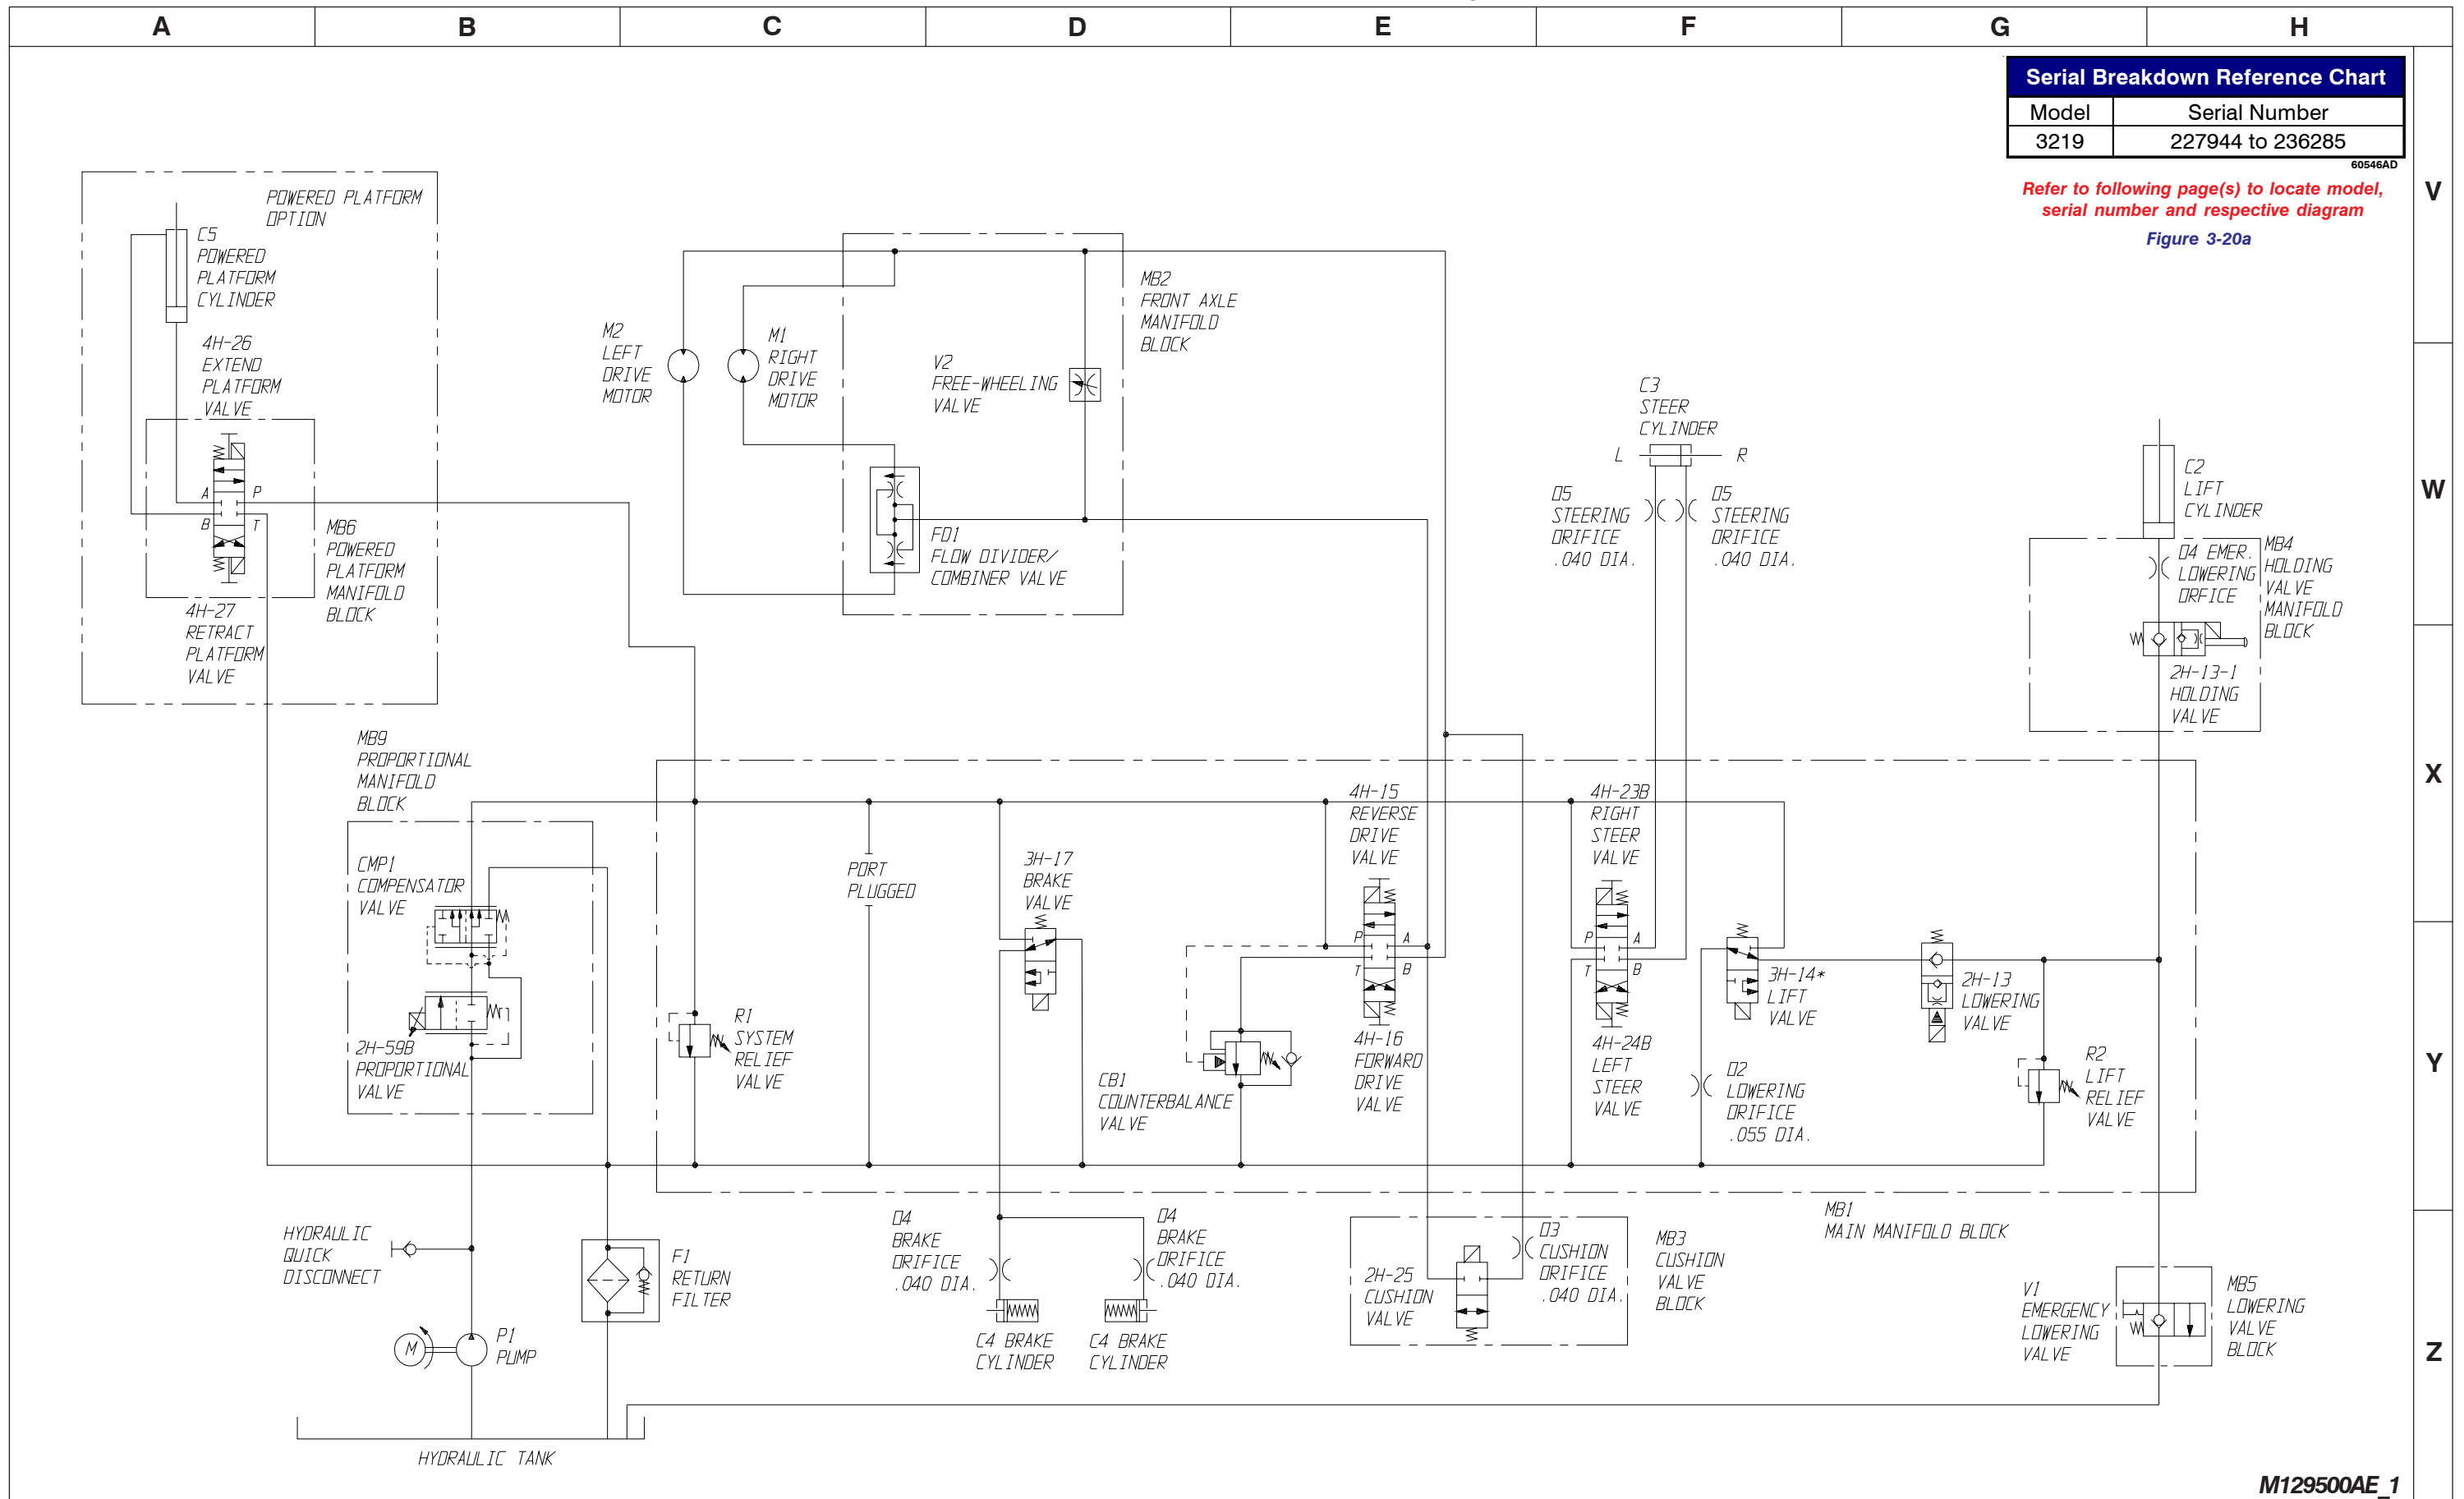 A B C D E F G H
Serial Breakdown Reference Chart
Model Serial Number
3219 227944 to 236285
60546AD
Refer to following page(s) to locate model,
serial number and respective diagram
Figure 3-20a
V
W
X
Y
Z
POWERED PLATFORM
OPTION
C5
POWERED
PLATFORM
CYLINDER
4H-26
EXTEND
PLATFORM
VALVE
A P
B T
4H-27
RETRACT
PLATFORM
VALVE
MB6
POWERED
PLATFORM
MANIFOLD
BLOCK
M2
LEFT
DRIVE
MOTOR
M1
RIGHT
DRIVE
MOTOR
V2
FREE-WHEELING
VALVE
MB2
FRONT AXLE
MANIFOLD
BLOCK
FD1
FLOW DIVIDER/
COMBINER VALVE
C3
STEER
CYLINDER
L R
O5
STEERING
ORIFICE
.040 DIA.
O5
STEERING
ORIFICE
.040 DIA.
C2
LIFT
CYLINDER
O4 EMER.
LOWERING
ORFICE
MB4
HOLDING
VALVE
MANIFOLD
BLOCK
2H-13-1
HOLDING
VALVE
MB9
PROPORTIONAL
MANIFOLD
BLOCK
CMP1
COMPENSATOR
VALVE
2H-59B
PROPORTIONAL
VALVE
R1
SYSTEM
RELIEF
VALVE
PORT
PLUGGED
3H-17
BRAKE
VALVE
CB1
COUNTERBALANCE
VALVE
4H-15
REVERSE
DRIVE
VALVE
P A
T B
4H-16
FORWARD
DRIVE
VALVE
4H-23B
RIGHT
STEER
VALVE
P A
T B
4H-24B
LEFT
STEER
VALVE
3H-14*
LIFT
VALVE
O2
LOWERING
ORIFICE
.055 DIA.
2H-13
LOWERING
VALVE
R2
LIFT
RELIEF
VALVE
MB1
MAIN MANIFOLD BLOCK
HYDRAULIC
QUICK
DISCONNECT
F1
RETURN
FILTER
M
P1
PUMP
HYDRAULIC TANK
O4
BRAKE
ORIFICE
.040 DIA.
O4
BRAKE
ORIFICE
.040 DIA.
C4 BRAKE
CYLINDER
C4 BRAKE
CYLINDER
2H-25
CUSHION
VALVE
O3
CUSHION
ORIFICE
.040 DIA.
MB3
CUSHION
VALVE
BLOCK
V1
EMERGENCY
LOWERING
VALVE
MB5
LOWERING
VALVE
BLOCK
M129500AE_1